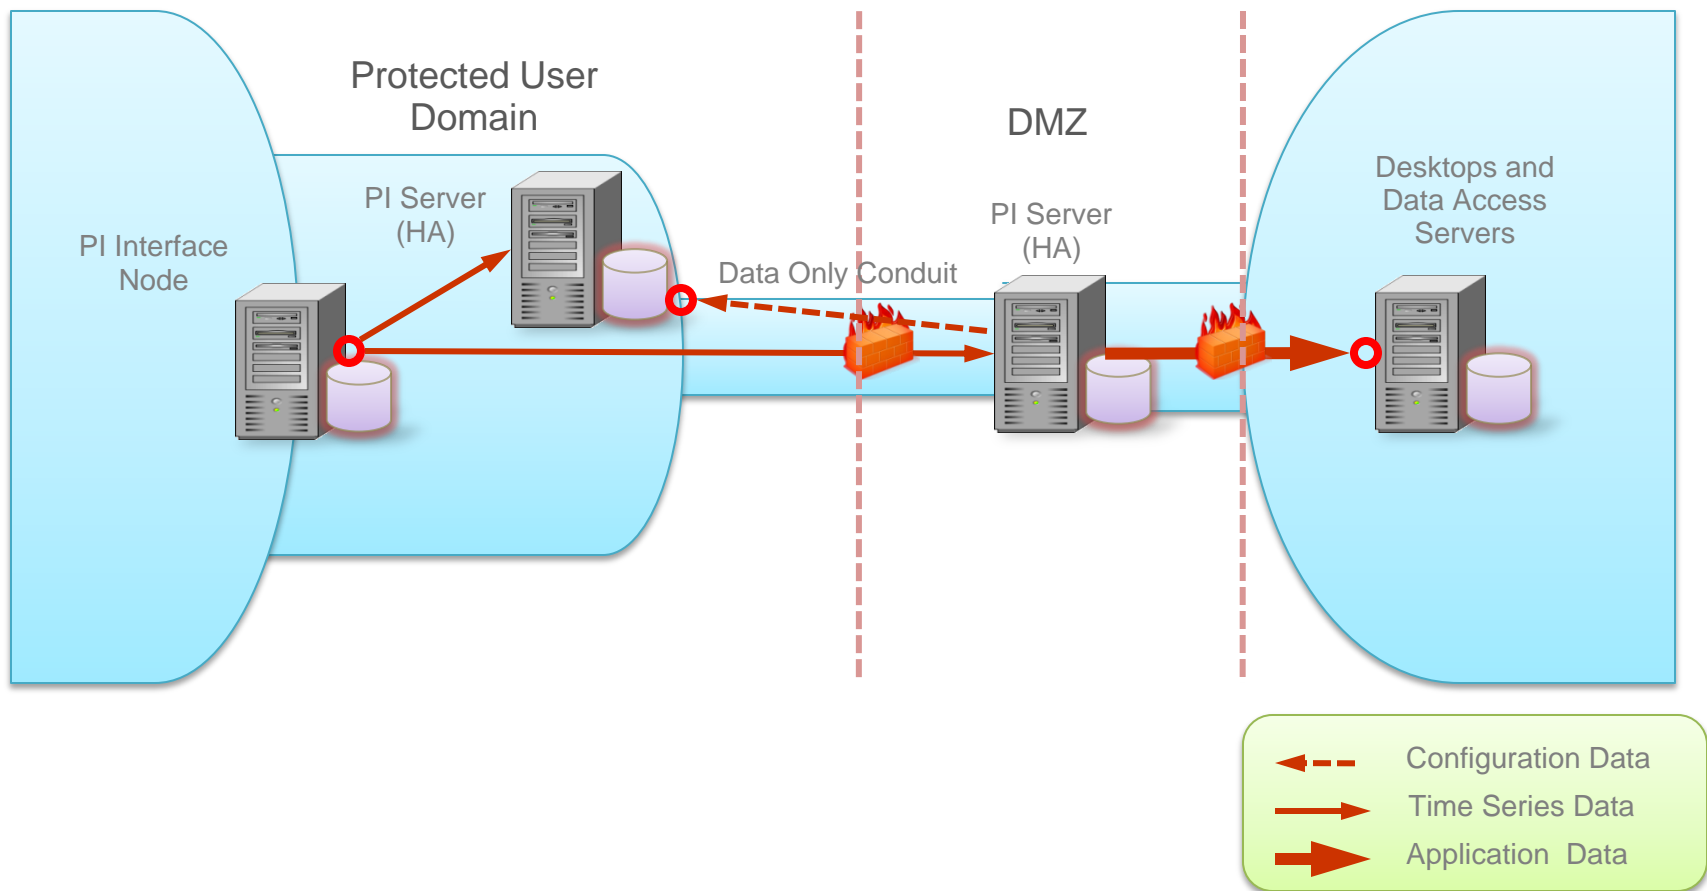 Protected User
Domain
DMZ
PI Server
(HA)
PI Interface
Node
PI Server
(HA)
Data Only Conduit
Desktops and
Data Access
Servers
Configuration Data
Time Series Data
Application Data